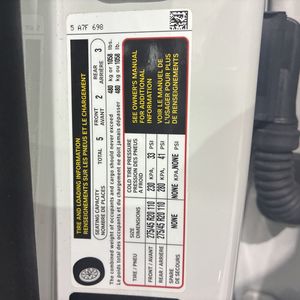 5 A7F 698
TIRE AND LOADING INFORMATION
RENSEIGNEMENTS SUR LES PNEUS ET LE CHARGEMENT
SEATING CAPACITY
NOMBRE DE PLACES
TOTAL 5
FRONT
AVANT 2
REAR
ARRIÈRE 3
The combined weight of occupants and cargo should never exceed 480 kg or 1058 lbs.
Le poids total des occupants et du chargement ne doit jamais dépasser 480 kg ou 1058 lb.
TIRE / PNEU
SIZE
DIMENSIONS
COLD TIRE PRESSURE
PRESSION DES PNEUS
À FROID
FRONT / AVANT 275/45 R20 110 230 KPA, 33 PSI
REAR / ARRIÈRE 275/45 R20 110 280 KPA, 41 PSI
SPARE
DE SECOURS NONE NONE KPA, NONE PSI
SEE OWNER'S MANUAL
FOR ADDITIONAL
INFORMATION
VOIR LE MANUEL DE
L'USAGER POUR PLUS
DE RENSEIGNEMENTS